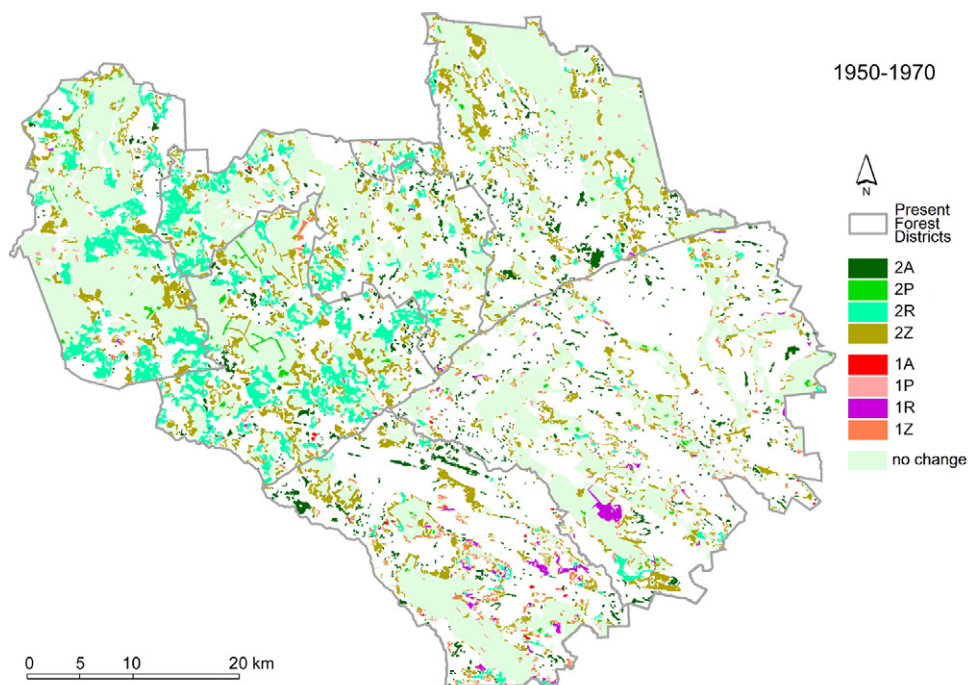 1950-1970
N
Present
Forest
Districts
2A
2P
2R
2Z
1A
1P
1R
1Z
no change
0 5 10 20 km